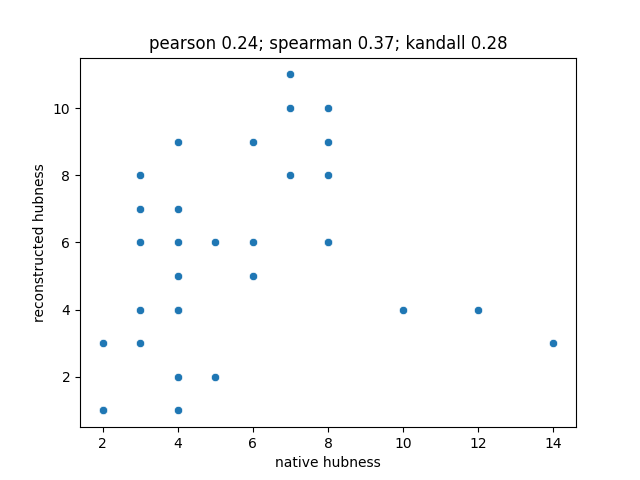 pearson 0.24; spearman 0.37; kandall 0.28
10
8
6
4
2
reconstructed hubness
2 4 6 8 10 12 14
native hubness